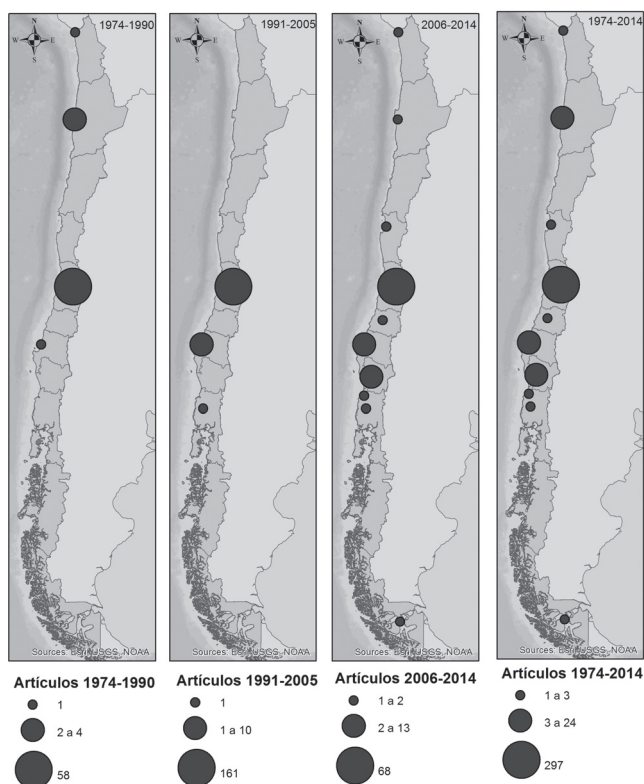 1974-1990
N
W E
S
Sources: Esri, USGS, NOAA
Artículos 1974-1990
1
2 a 4
58
1991-2005
Sources: Esri, USGS, NOAA
Artículos 1991-2005
1
1 a 10
161
2006-2014
N
W E
S
Sources: Esri, USGS, NOAA
Artículos 2006-2014
1 a 2
2 a 13
68
1974-2014
N
W E
S
Sources: Esri, USGS, NOAA
Artículos 1974-2014
1 a 3
3 a 24
297